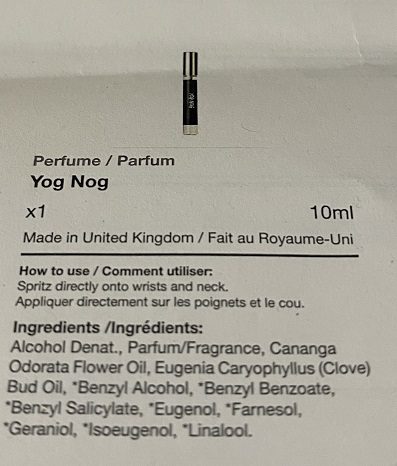 Perfume / Parfum
Yog Nog
x1 10ml
Made in United Kingdom / Fait au Royaume-Uni
How to use / Comment utiliser:
Spritz directly onto wrists and neck.
Appliquer directement sur les poignets et le cou.
Ingredients /Ingrédients:
Alcohol Denat., Parfum/Fragrance, Cananga
Odorata Flower Oil, Eugenia Caryophyllus (Clove)
Bud Oil, *Benzyl Alcohol, *Benzyl Benzoate,
*Benzyl Salicylate, *Eugenol, *Farnesol,
*Geraniol, *Isoeugenol, *Linalool.